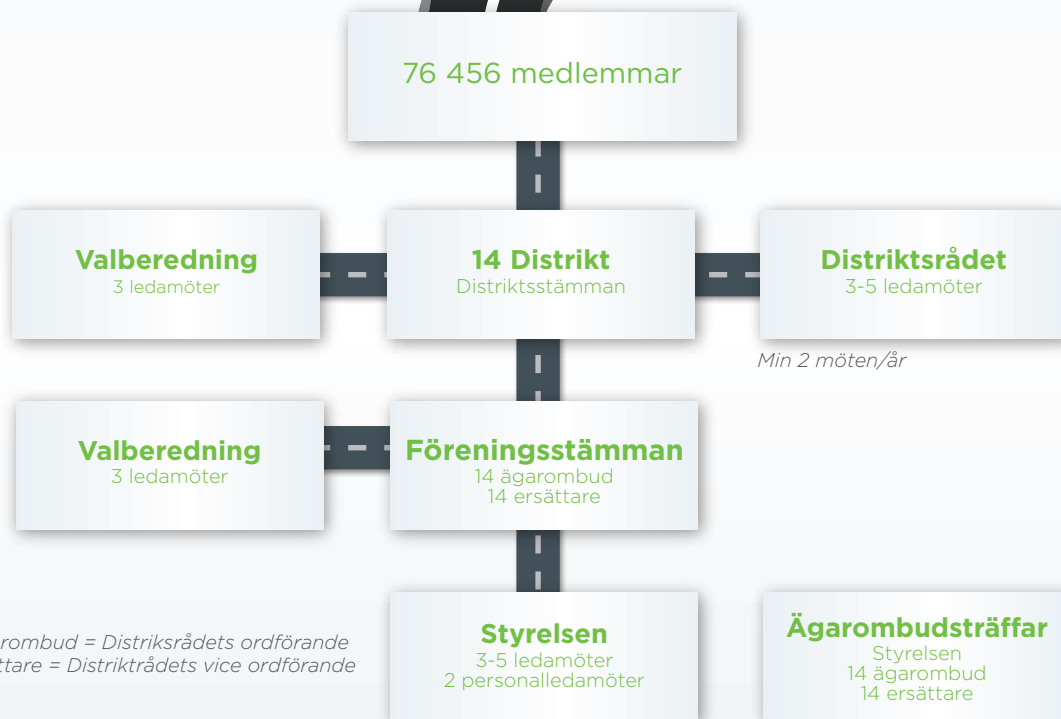 76 456 medlemmar
Valberedning
3 ledamöter
14 Distrikt
Distriktsstämman
Distriktsrådet
3-5 ledamöter
Min 2 möten/år
Valberedning
3 ledamöter
Föreningsstämman
14 ägarombud
14 ersättare
= Distriksrådets ordförande
= Distriktrådets vice ordförande
Styrelsen
3-5 ledamöter
2 personalledamöter
Ägarombudsträffar
Styrelsen
14 ägarombud
14 ersättare